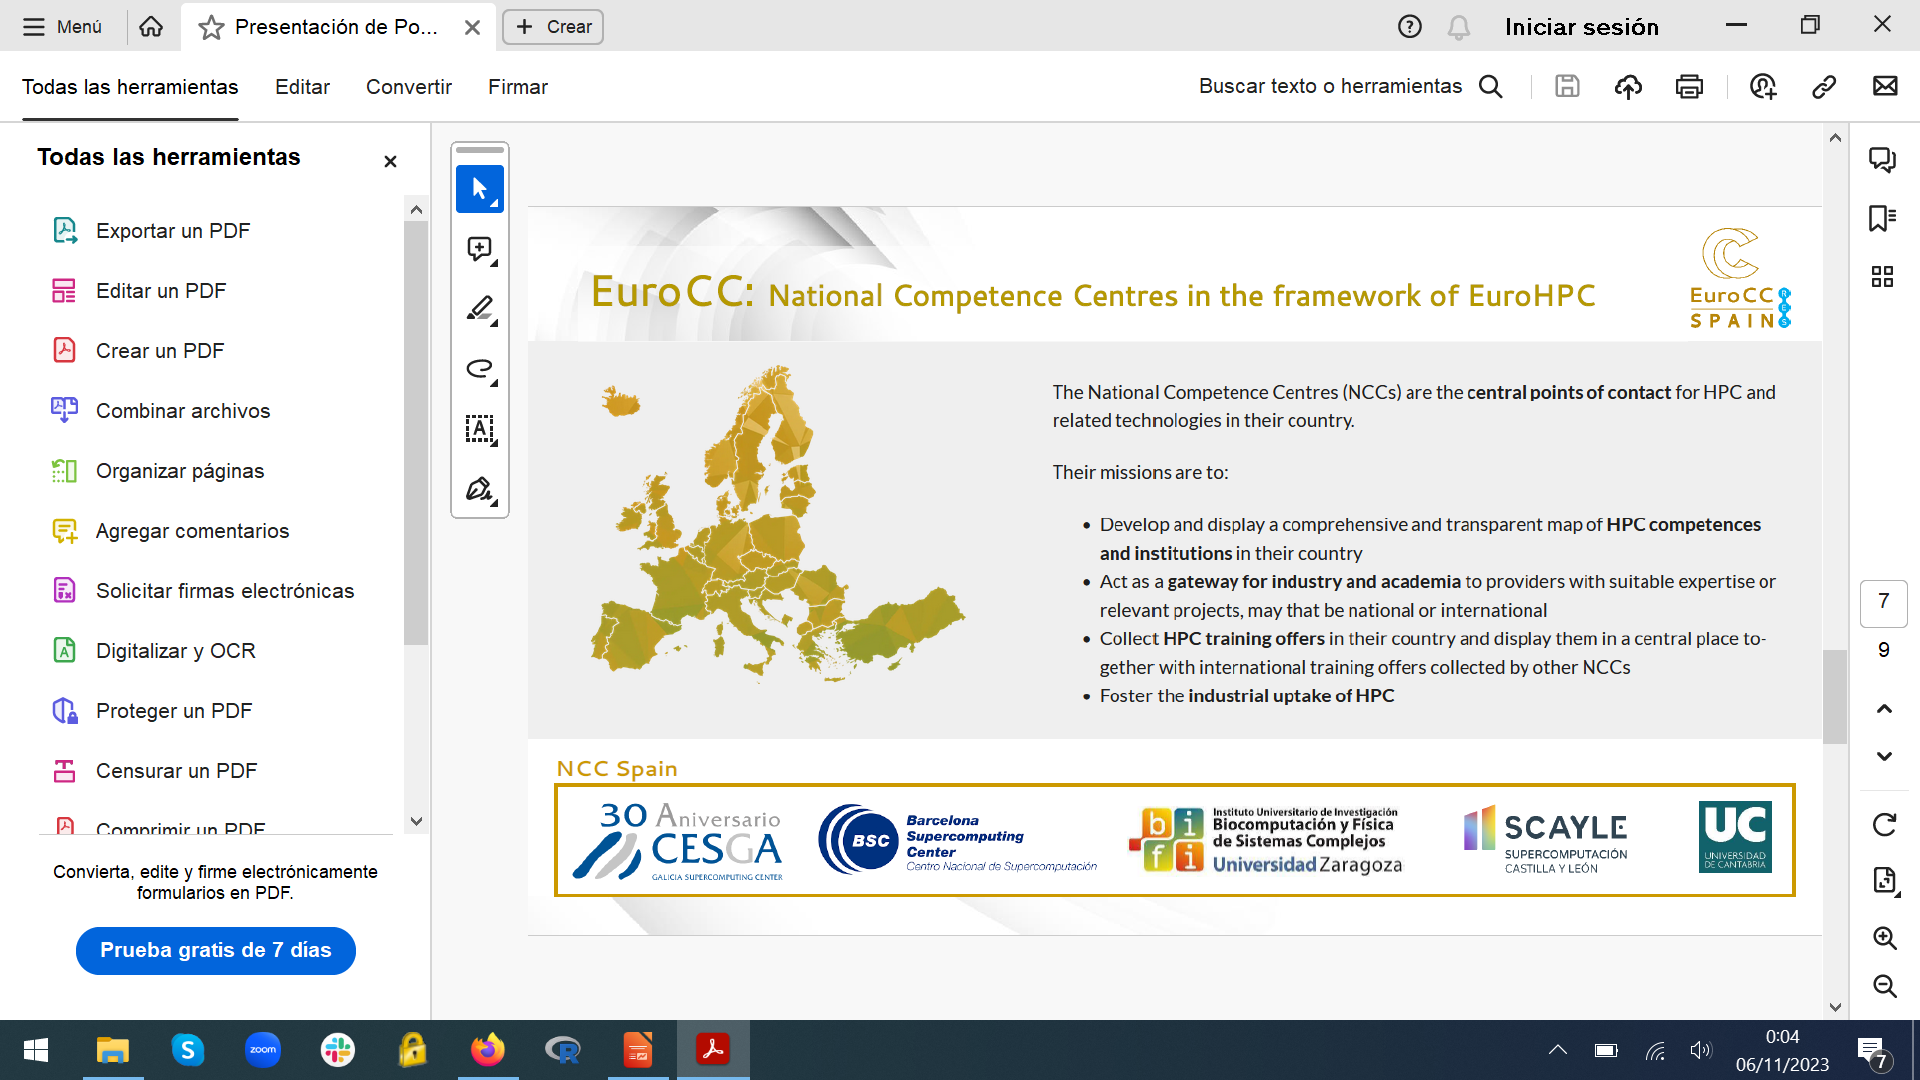 Menú
Presentación de Po...
Crear
Iniciar sesión
Todas las herramientas
Editar
Convertir
Firmar
Buscar texto o herramientas
Todas las herramientas
Exportar un PDF
Editar un PDF
Crear un PDF
Combinar archivos
Organizar páginas
Agregar comentarios
Solicitar firmas electrónicas
Digitalizar y OCR
Proteger un PDF
Censurar un PDF
Comprimir un PDF
Convierta, edite y firme electrónicamente
formularios en PDF.
Prueba gratis de 7 días
EuroCC: National Competence Centres in the framework of EuroHPC
EuroCC
SPAIN
RES
The National Competence Centres (NCCs) are the central points of contact for HPC and
related technologies in their country.
Their missions are to:
• Develop and display a comprehensive and transparent map of HPC competences
and institutions in their country
• Act as a gateway for industry and academia to providers with suitable expertise or
relevant projects, may that be national or international
• Collect HPC training offers in their country and display them in a central place to-
gether with international training offers collected by other NCCs
• Foster the industrial uptake of HPC
NCC Spain
30 Aniversario
CESGA
GALICIA SUPERCOMPUTING CENTER
BSC
Barcelona
Supercomputing
Center
Centro Nacional de Supercomputación
bifi
Instituto Universitario de Investigación
Biocomputación y Física
de Sistemas Complejos
Universidad Zaragoza
SCAYLE
SUPERCOMPUTACIÓN
CASTILLA Y LEÓN
UC
UNIVERSIDAD
DE CANTABRIA
7
9
S
zoom
R
0:04
06/11/2023
7